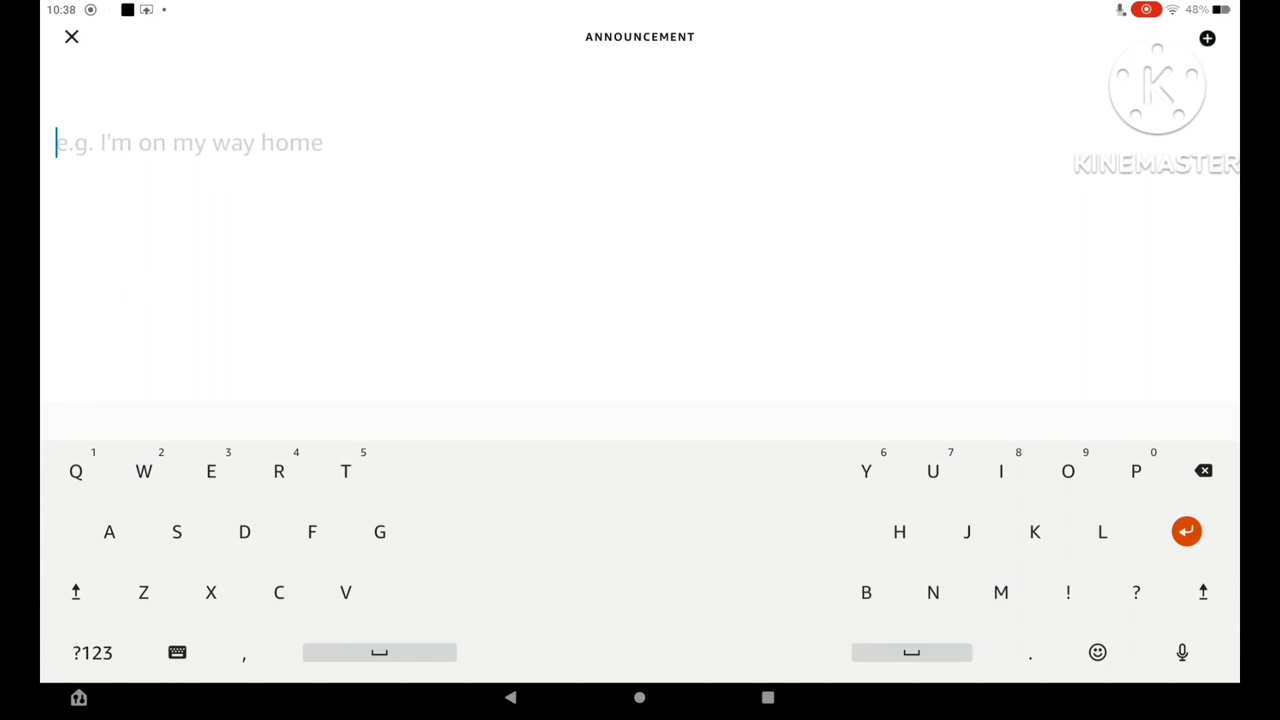 10:38
48%
ANNOUNCEMENT
K
KINEMASTER
e.g. I'm on my way home
1 2 3 4 5 6 7 8 9 0
Q W E R T Y U I O P
A S D F G H J K L
Z X C V B N M ! ?
?123 , .